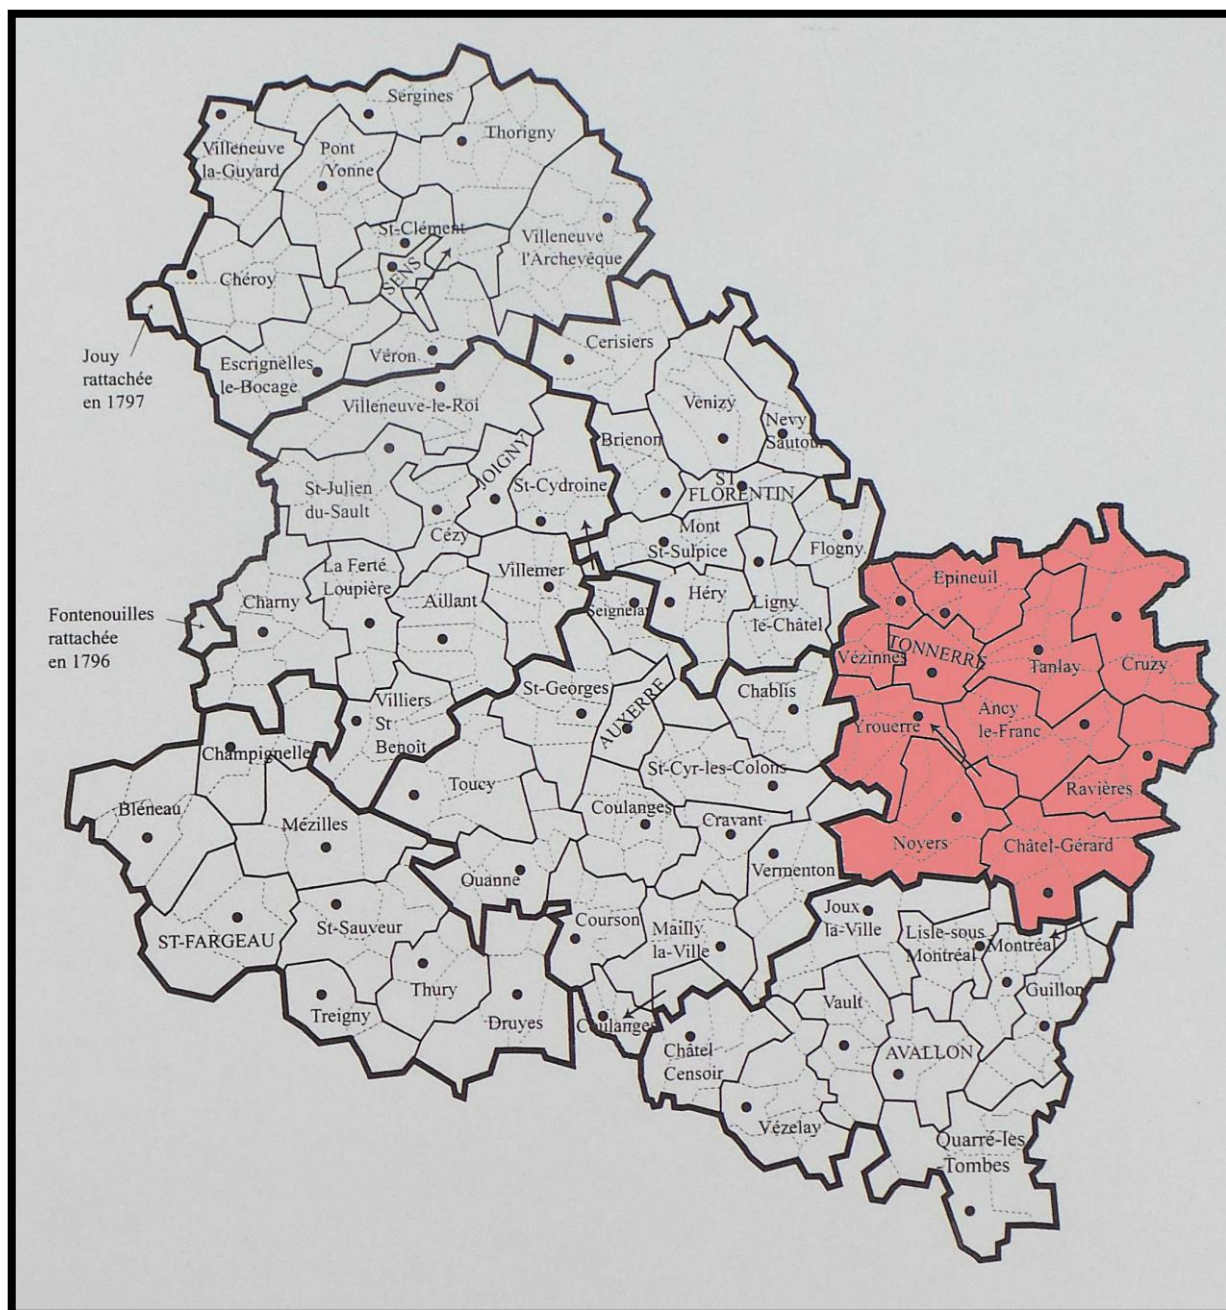 Sergines
Thorigny
Villeneuve
la-Guyard
Pont
/Yonne
St-Clément
SENS
Villeneuve
l'Archevêque
Chéroy
Jouy
rattachée
en 1797
Escrignelles
le-Bocage
Véron
Cerisiers
Villeneuve-le-Roi
Venizy
Nevy
Sautour
Brienon
JOIGNY
St-Cydroine
ST
FLORENTIN
St-Julien
du-Sault
Cézy
Mont
St-Sulpice
Flogny
La Ferté
Loupière
Villemer
Charny
Aillant
Seignelay
Héry
Ligny
le-Châtel
Epineuil
Fontenouilles
rattachée
en 1796
Vézinnes
TONNERRE
Tanlay
Cruzy
St-Georges
AUXERRE
Chablis
Villiers
St
Benoît
Yrouerre
Ancy
le-Franc
Champignelles
St-Cyr-les-Colons
Toucy
Ravières
Bléneau
Mézilles
Coulanges
Cravant
Noyers
Châtel-Gérard
Ouanne
Vermenton
Courson
Mailly
la-Ville
Joux
la-Ville
Lisle-sous
Montréal
Montréal
ST-FARGEAU
St-Sauveur
Thury
Guillon
Treigny
Druyes
Coulanges
Vault
Châtel
Censoir
AVALLON
Vézelay
Quarré-les
-Tombes